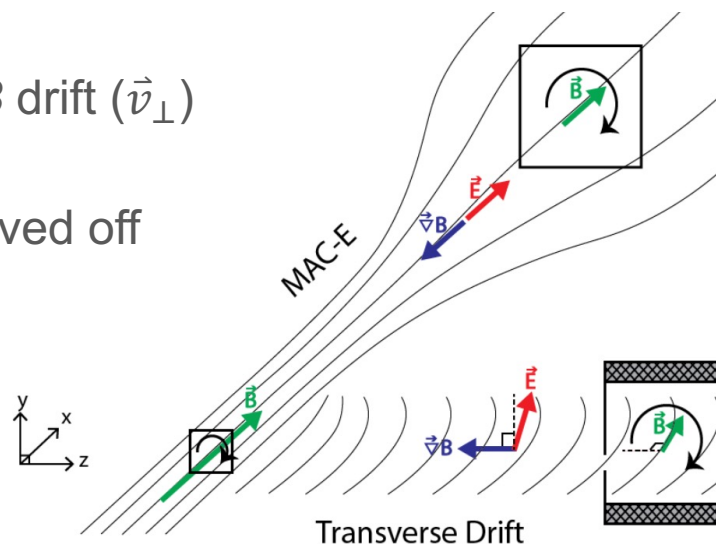 B drift (v⃗⊥)
ved off
B⃗
E⃗
∇⃗B
MAC-E
B⃗
E⃗
∇⃗B
B⃗
y
x
z
Transverse Drift